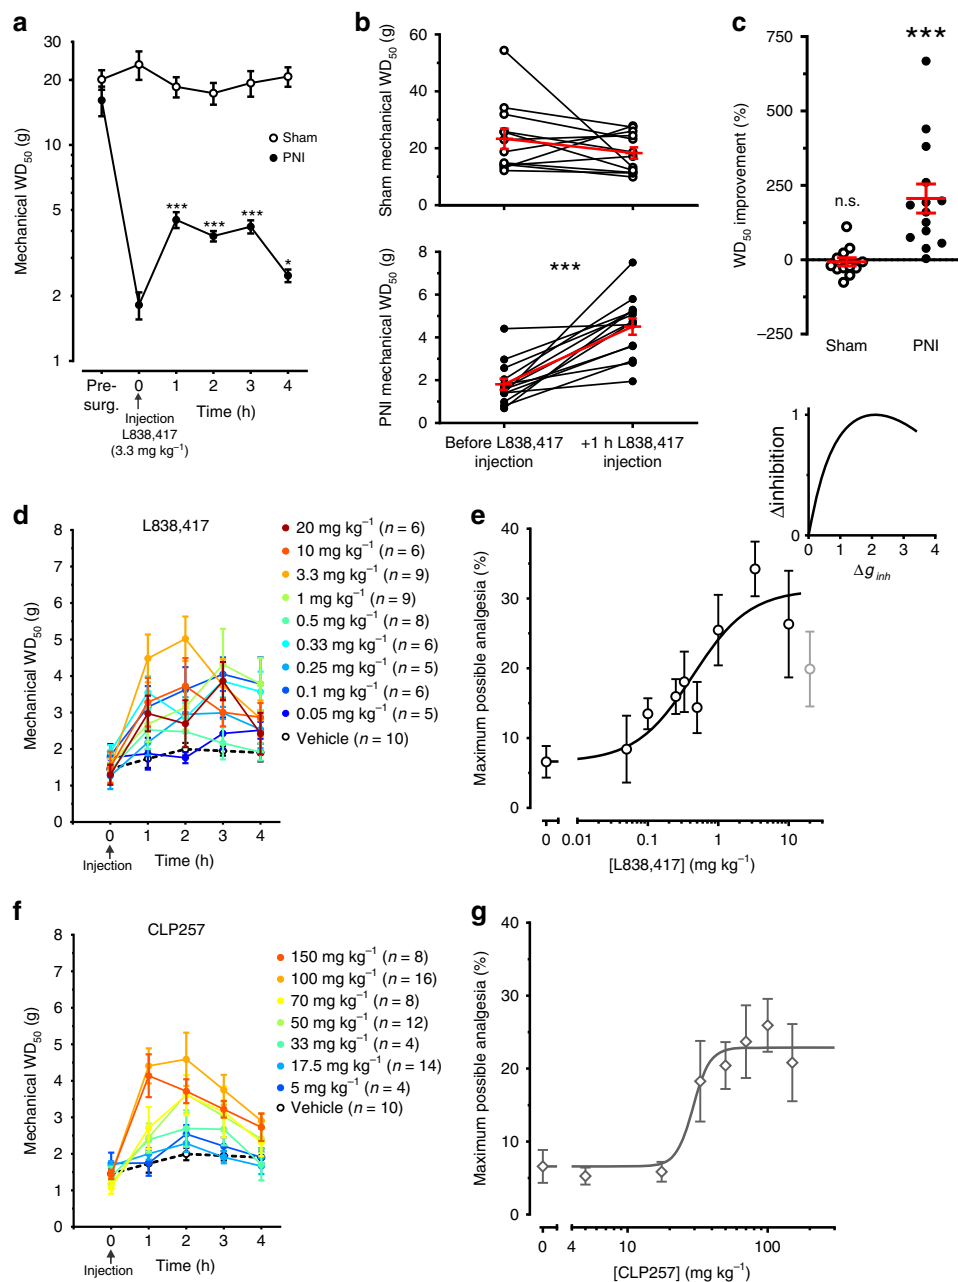 a
30
20
10
5
2
1
Mechanical WD50 (g)
Sham
PNI
***
***
***
*
Pre-surg.
0
1
2
3
4
Time (h)
Injection
L838,417
(3.3 mg kg–1)
b
60
40
20
0
Sham mechanical WD50 (g)
8
6
4
2
0
PNI mechanical WD50 (g)
***
Before L838,417 injection
+1 h L838,417 injection
c
750
500
250
0
–250
WD50 improvement (%)
***
n.s.
Sham
PNI
1
0
Δinhibition
0
1
2
3
4
Δginh
d
L838,417
8
7
6
5
4
3
2
1
0
Mechanical WD50 (g)
20 mg kg–1 (n = 6)
10 mg kg–1 (n = 6)
3.3 mg kg–1 (n = 9)
1 mg kg–1 (n = 9)
0.5 mg kg–1 (n = 8)
0.33 mg kg–1 (n = 6)
0.25 mg kg–1 (n = 5)
0.1 mg kg–1 (n = 6)
0.05 mg kg–1 (n = 5)
Vehicle (n = 10)
0
1
2
3
4
Injection
Time (h)
e
40
30
20
10
0
Maximum possible analgesia (%)
0
0.01
0.1
1
10
[L838,417] (mg kg–1)
f
CLP257
8
7
6
5
4
3
2
1
0
Mechanical WD50 (g)
150 mg kg–1 (n = 8)
100 mg kg–1 (n = 16)
70 mg kg–1 (n = 8)
50 mg kg–1 (n = 12)
33 mg kg–1 (n = 4)
17.5 mg kg–1 (n = 14)
5 mg kg–1 (n = 4)
Vehicle (n = 10)
0
1
2
3
4
Injection
Time (h)
g
40
30
20
10
0
Maximum possible analgesia (%)
0
4
10
100
[CLP257] (mg kg–1)